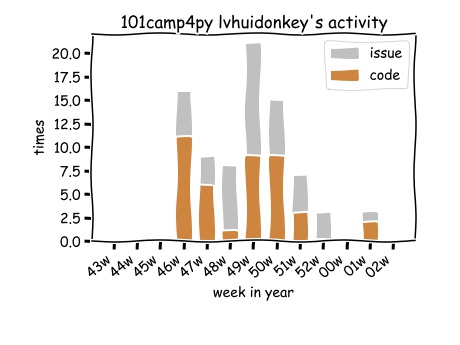 101camp4py lvhuidonkey's activity
issue
code
20.0
17.5
15.0
12.5
10.0
7.5
5.0
2.5
0.0
times
43w 44w 45w 46w 47w 48w 49w 50w 51w 52w 00w 01w 02w
week in year